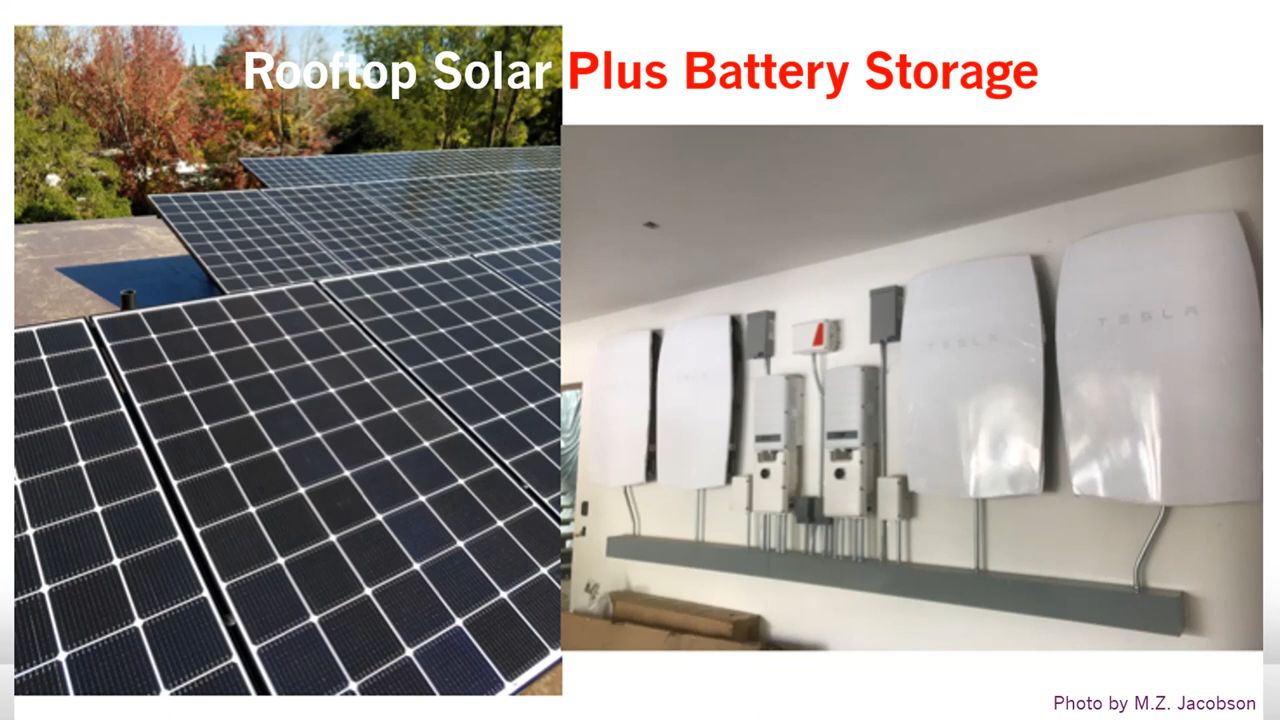 Rooftop Solar Plus Battery Storage
TESLA
TESLA
Photo by M.Z. Jacobson